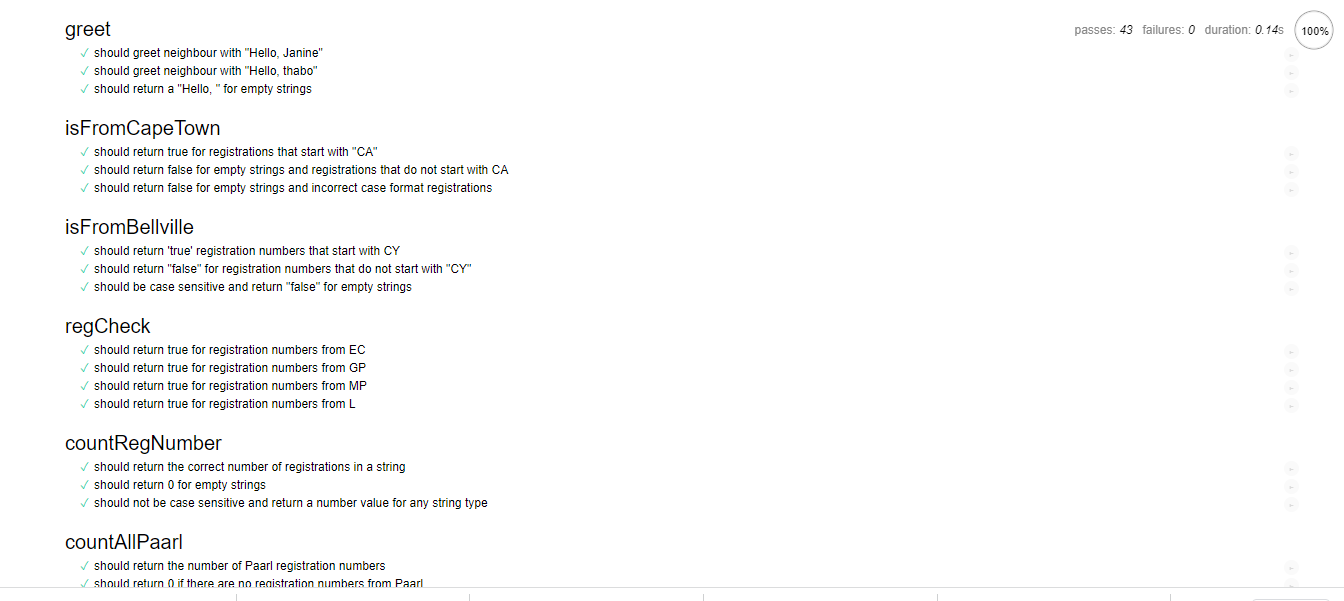 greet
passes: 43 failures: 0 duration: 0.14s 100%
✓ should greet neighbour with "Hello, Janine"
✓ should greet neighbour with "Hello, thabo"
✓ should return a "Hello, " for empty strings
isFromCapeTown
✓ should return true for registrations that start with "CA"
✓ should return false for empty strings and registrations that do not start with CA
✓ should return false for empty strings and incorrect case format registrations
isFromBellville
✓ should return 'true' registration numbers that start with CY
✓ should return "false" for registration numbers that do not start with "CY"
✓ should be case sensitive and return "false" for empty strings
regCheck
✓ should return true for registration numbers from EC
✓ should return true for registration numbers from GP
✓ should return true for registration numbers from MP
✓ should return true for registration numbers from L
countRegNumber
✓ should return the correct number of registrations in a string
✓ should return 0 for empty strings
✓ should not be case sensitive and return a number value for any string type
countAllPaarl
✓ should return the number of Paarl registration numbers
✓ should return 0 if there are no registration numbers from Paarl